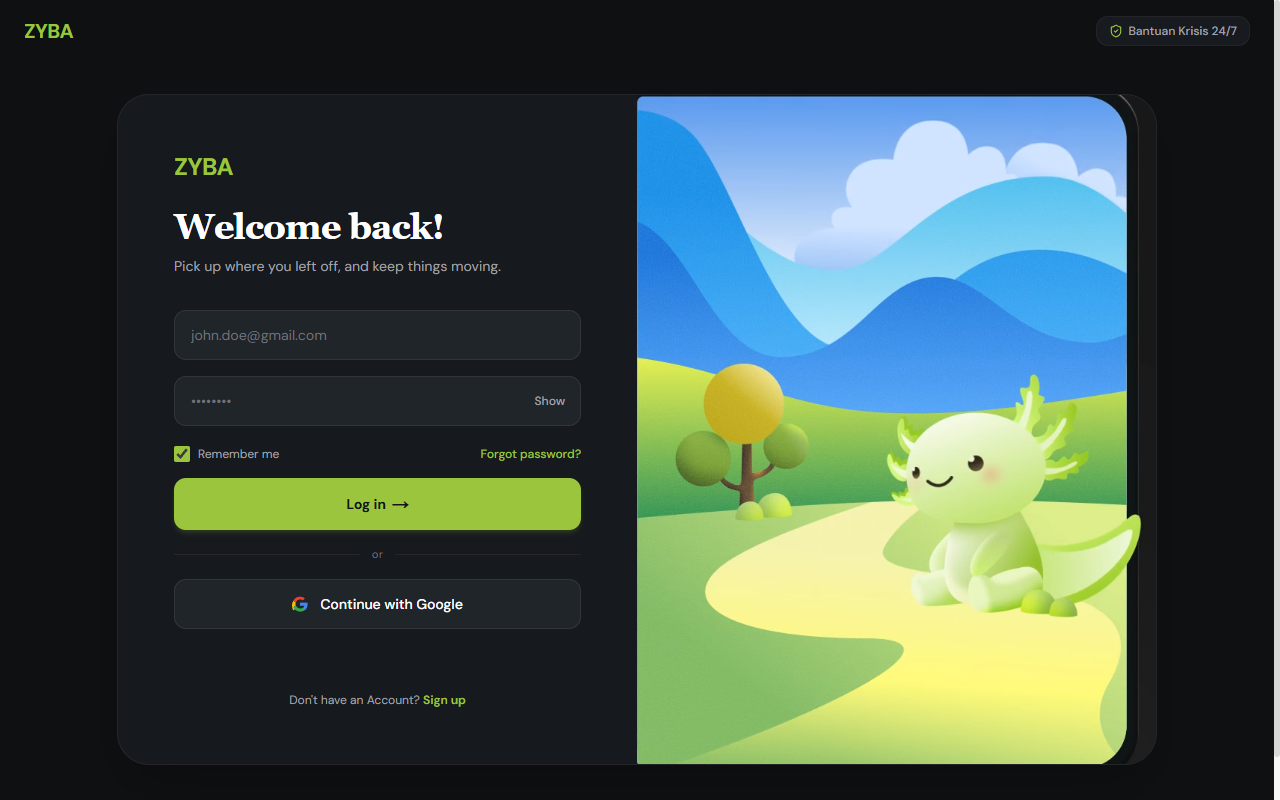 ZYBA
Bantuan Krisis 24/7
ZYBA
Welcome back!
Pick up where you left off, and keep things moving.
john.doe@gmail.com
••••••••
Show
Remember me
Forgot password?
Log in →
or
Continue with Google
Don't have an Account? Sign up